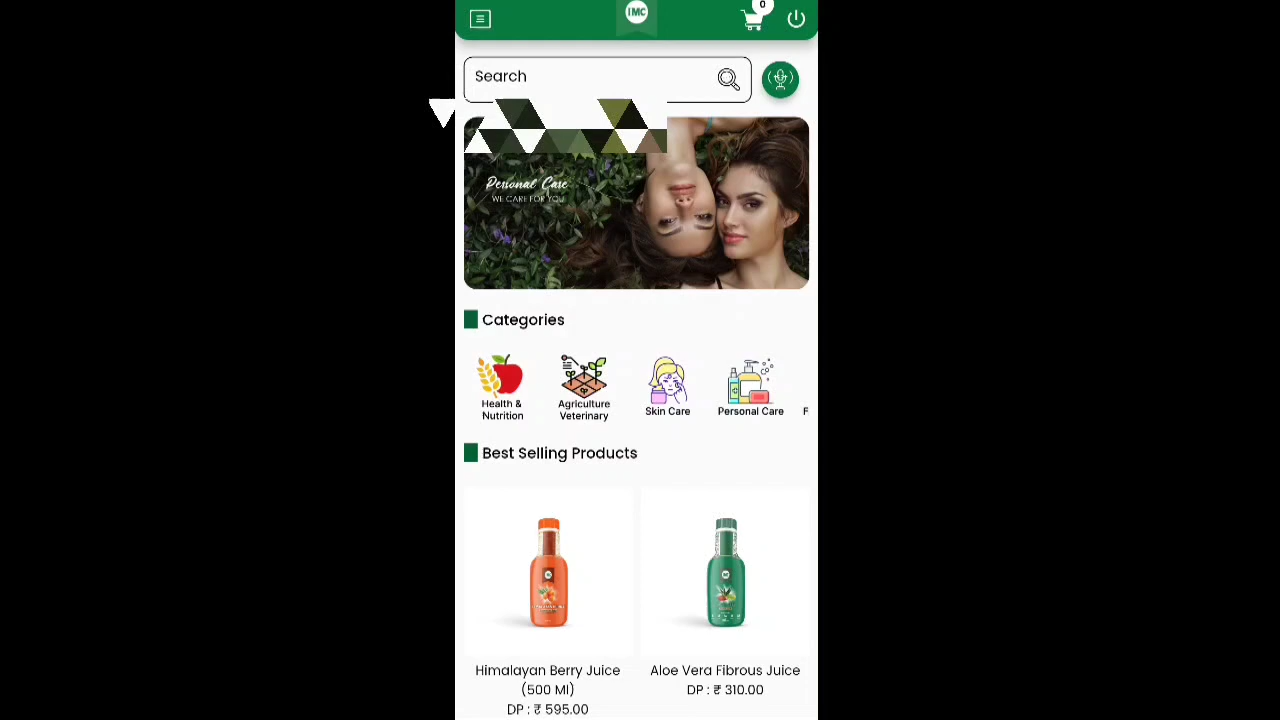 IMC
0
Search
Personal Care
WE CARE FOR YOU
Categories
Health &
Nutrition
Agriculture
Veterinary
Skin Care
Personal Care
F
Best Selling Products
Himalayan Berry Juice
(500 Ml)
DP : ₹ 595.00
Aloe Vera Fibrous Juice
DP : ₹ 310.00